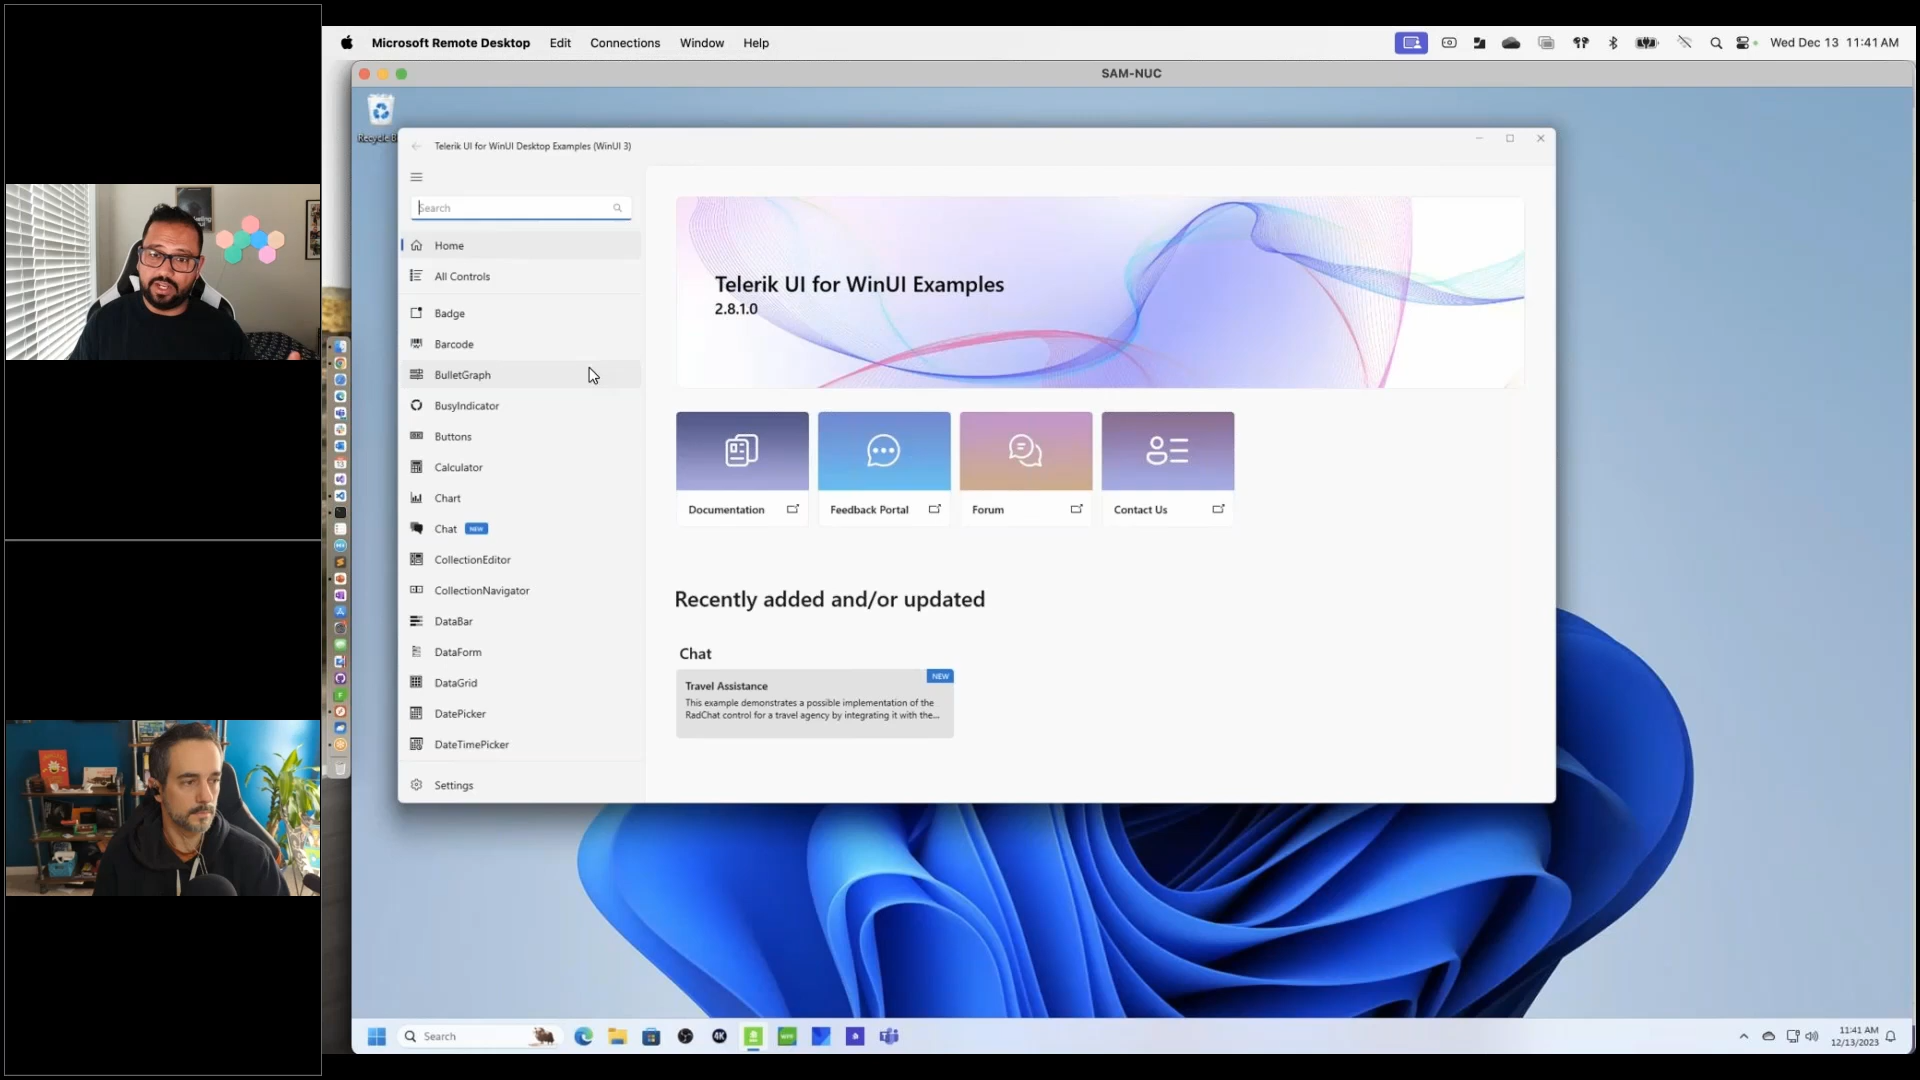 Microsoft Remote Desktop Edit Connections Window Help
Wed Dec 13 11:41 AM
SAM-NUC
Telerik UI for WinUI Desktop Examples (WinUI 3)
Search
Home
All Controls
Badge
Barcode
BulletGraph
BusyIndicator
Buttons
Calculator
Chart
Chat NEW
CollectionEditor
CollectionNavigator
DataBar
DataForm
DataGrid
DatePicker
DateTimePicker
Settings
Telerik UI for WinUI Examples
2.8.1.0
Documentation
Feedback Portal
Forum
Contact Us
Recently added and/or updated
Chat
NEW
Travel Assistance
This example demonstrates a possible implementation of the
RadChat control for a travel agency by integrating it with the...
Search
4K
11:41 AM
12/13/2023